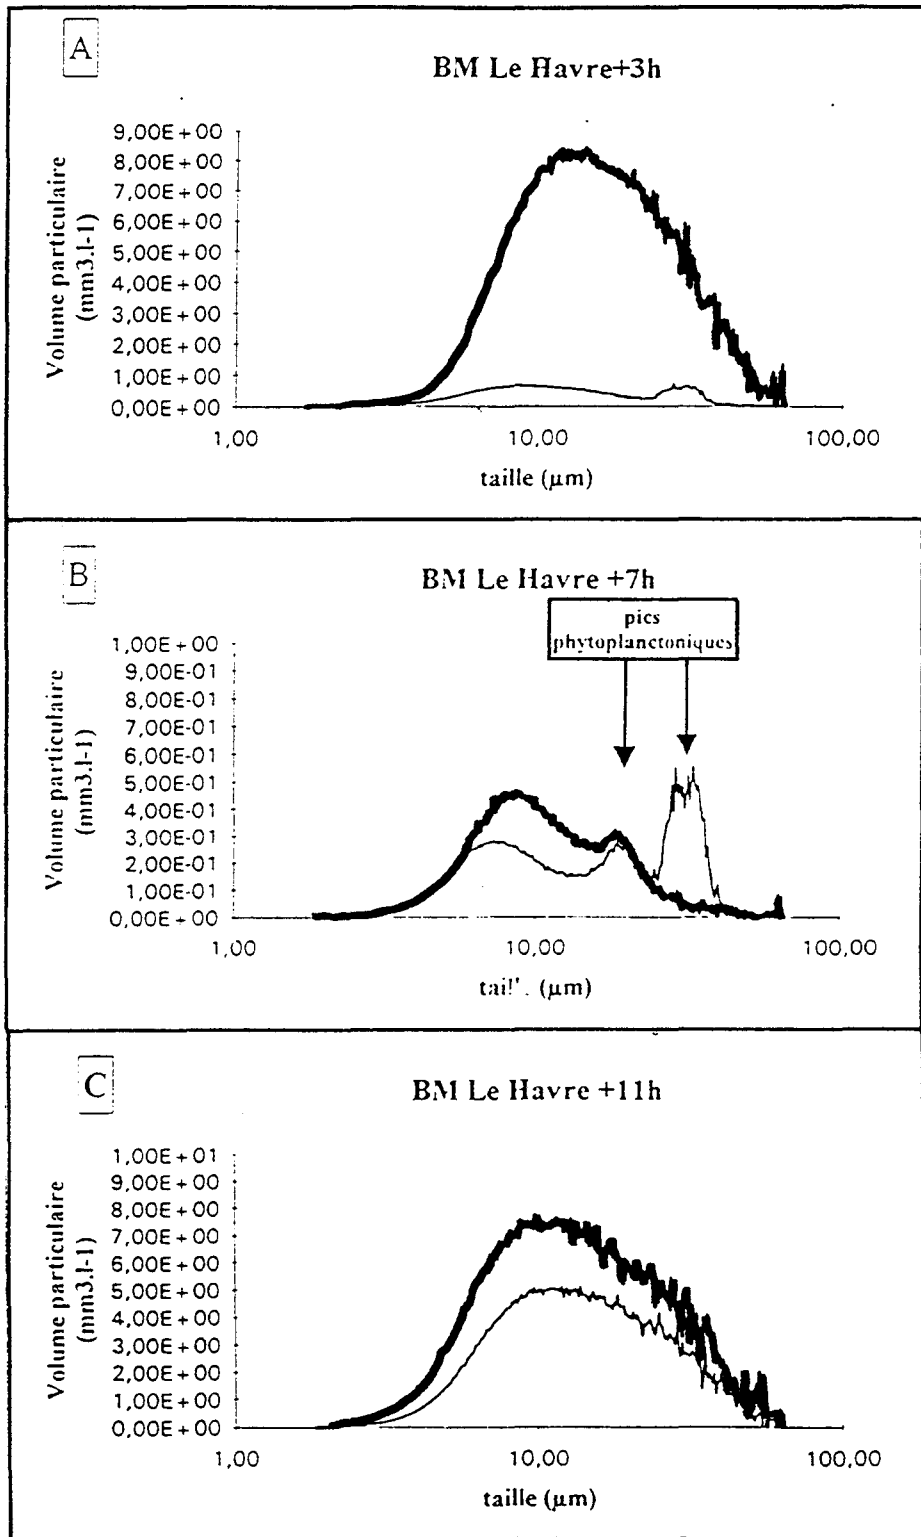 A
BM Le Havre+3h
Volume particulaire
(mm3.l-1)
9,00E+00
8,00E+00
7,00E+00
6,00E+00
5,00E+00
4,00E+00
3,00E+00
2,00E+00
1,00E+00
0,00E+00
1,00
10,00
100,00
taille (µm)
B
BM Le Havre +7h
pics
phytoplanctoniques
Volume particulaire
(mm3.l-1)
1,00E+00
9,00E-01
8,00E-01
7,00E-01
6,00E-01
5,00E-01
4,00E-01
3,00E-01
2,00E-01
1,00E-01
0,00E+00
1,00
10,00
100,00
(µm)
C
BM Le Havre +11h
Volume particulaire
(mm3.l-1)
1,00E+01
9,00E+00
8,00E+00
7,00E+00
6,00E+00
5,00E+00
4,00E+00
3,00E+00
2,00E+00
1,00E+00
0,00E+00
1,00
10,00
100,00
taille (µm)